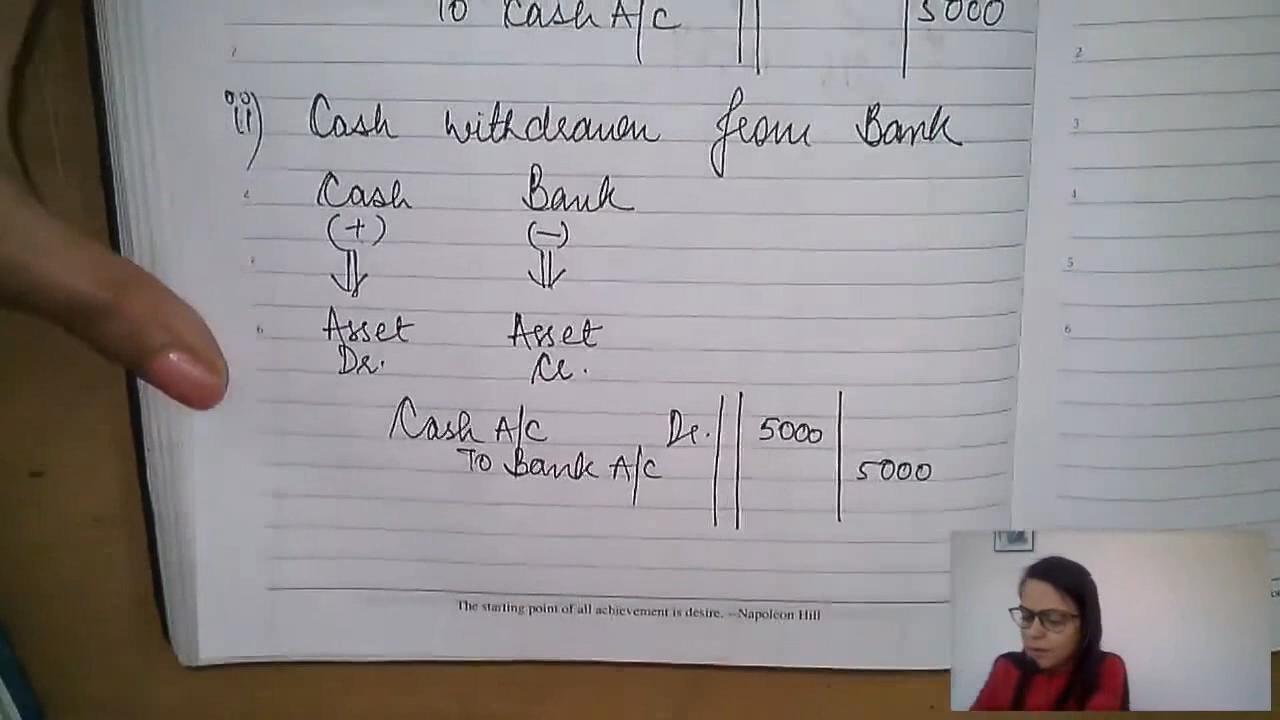 To Cash A/c 5000
ii) Cash withdrawn from Bank
Cash Bank
(+) (-)
Asset Asset
Dr. Cr.
Cash A/c Dr. 5000
To Bank A/c 5000
The starting point of all achievement is desire. –Napoleon Hill